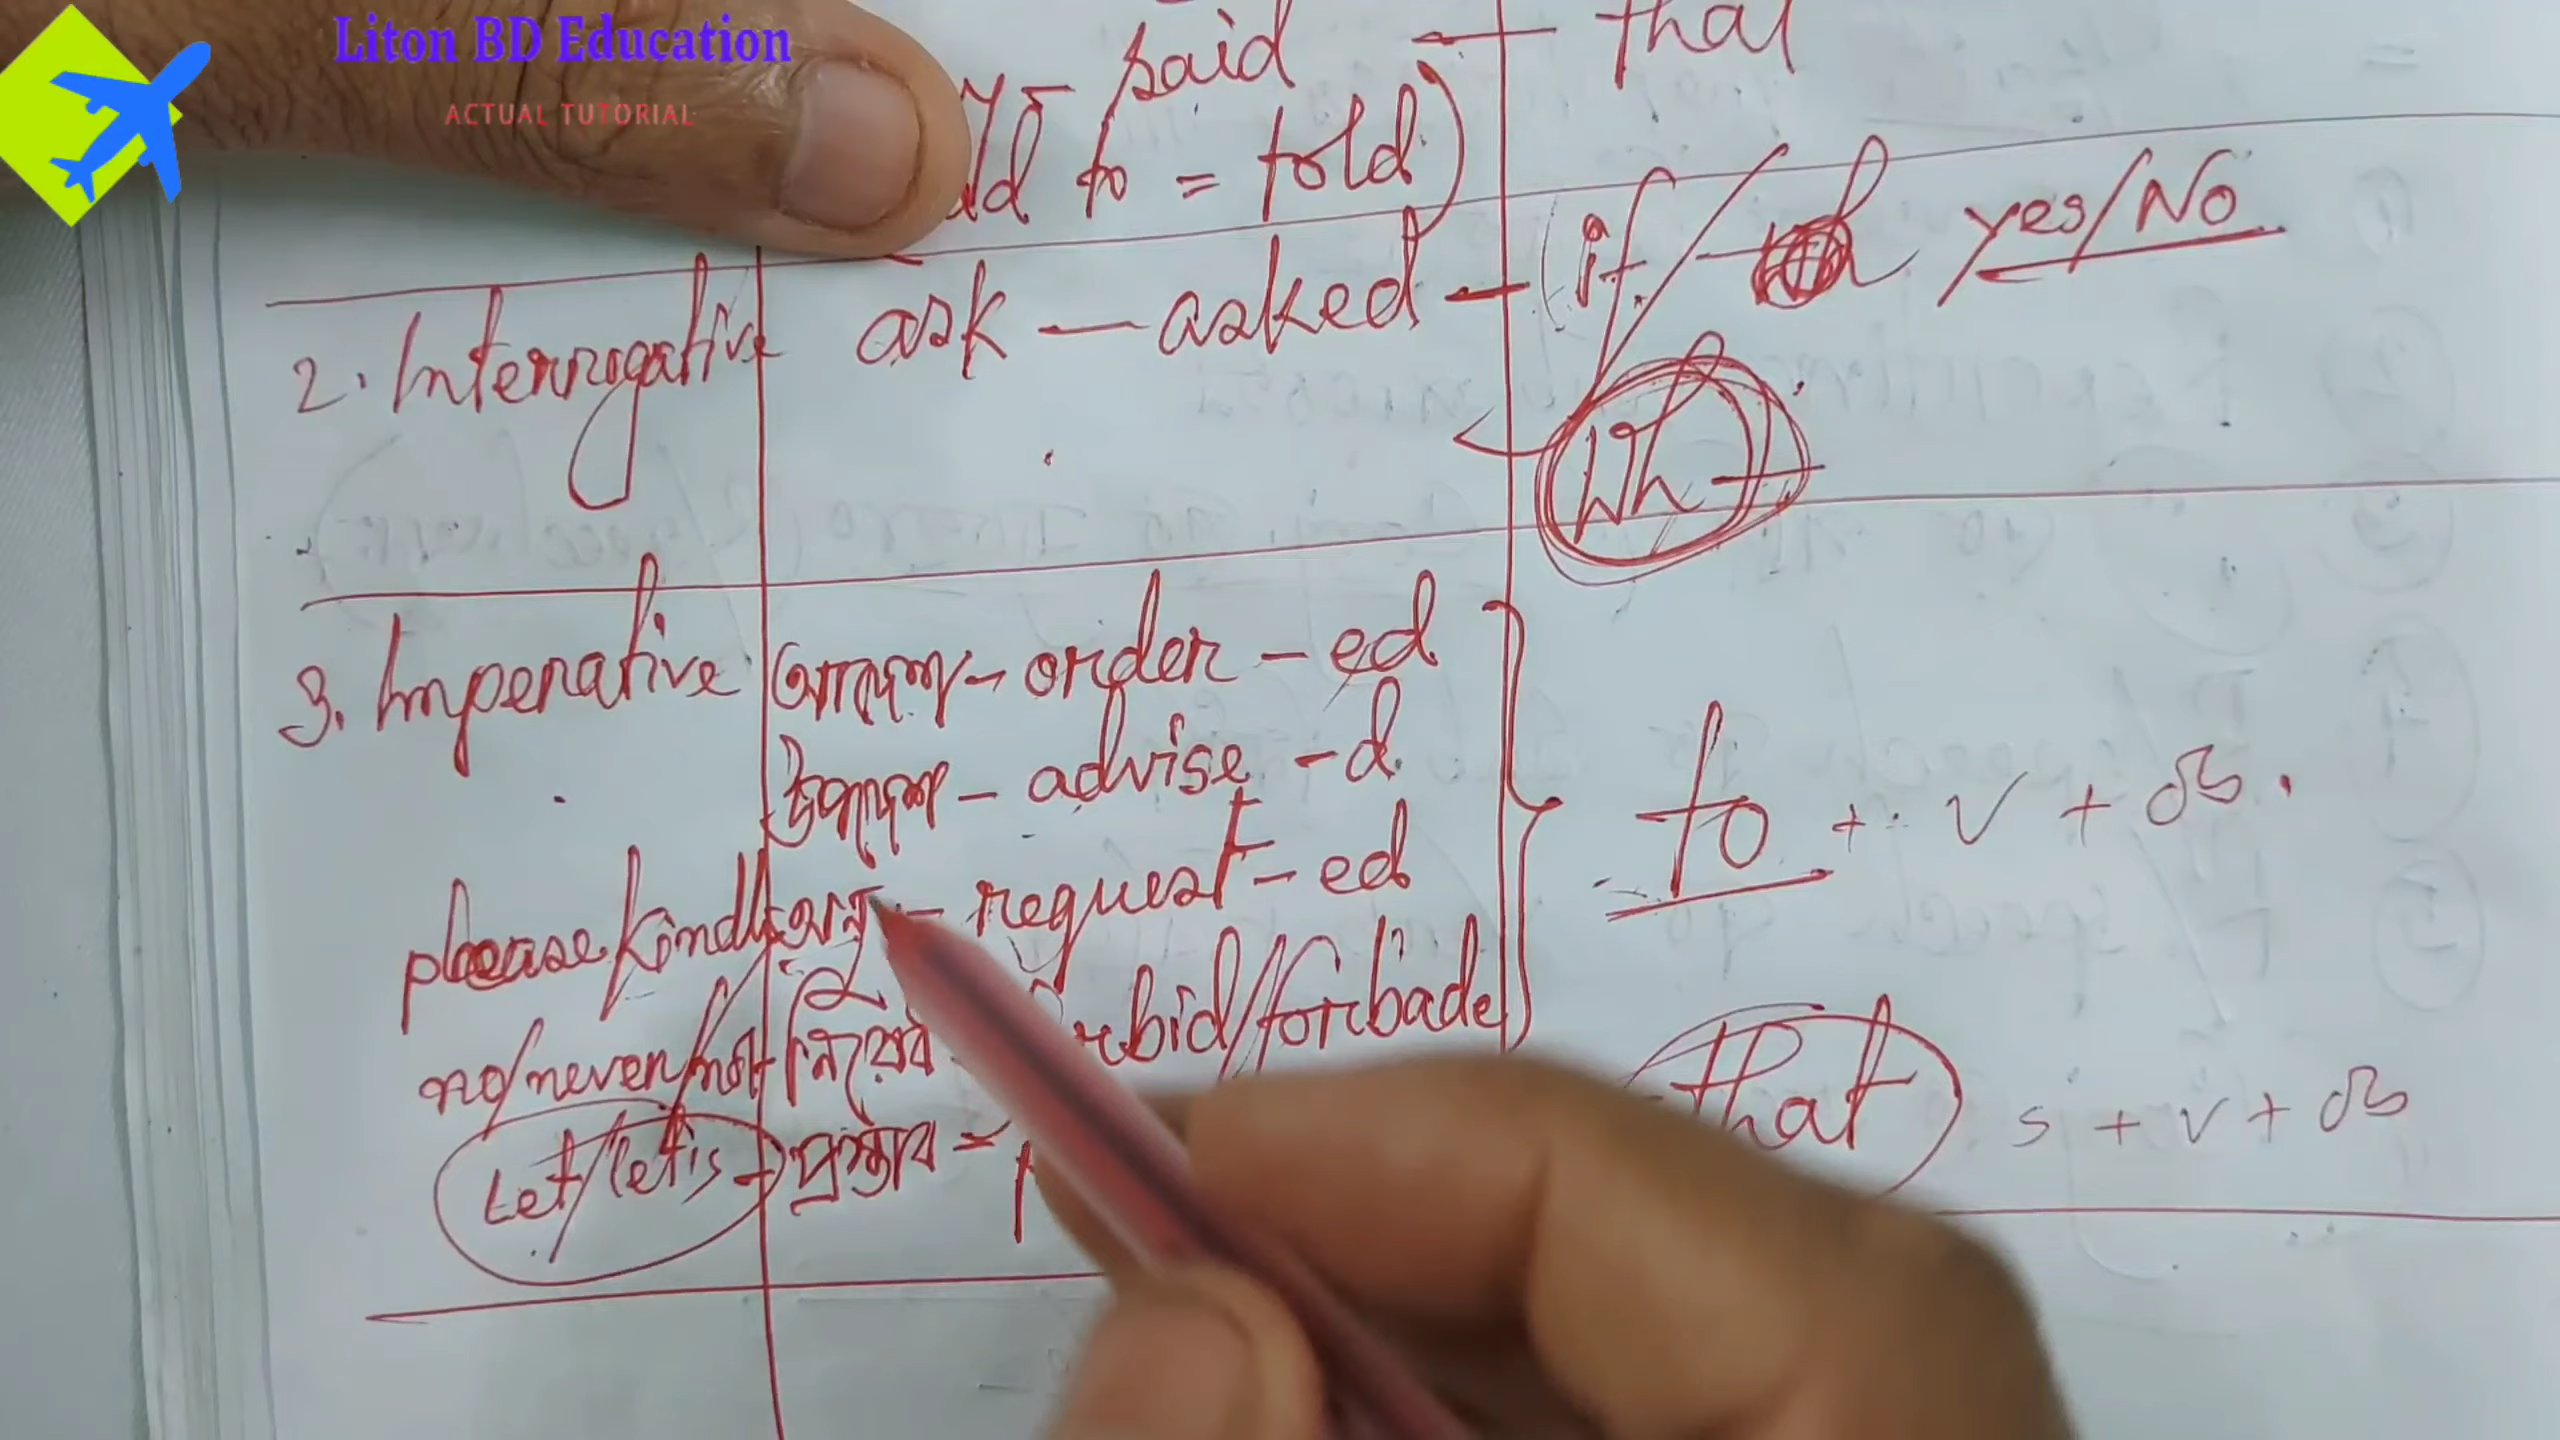 Liton BD Education
ACTUAL TUTORIAL
said that
to = told)
2. Interrogative ask - asked - (if / yes/No
Wh -
3. Imperative আদেশ - order - ed
উপদেশ - advise - d
to + v + ob.
please/kindly অনু - request - ed
no/never/not - নিষেধ forbid/forbade
that s + v + ob
Let/let's - প্রস্তাব =